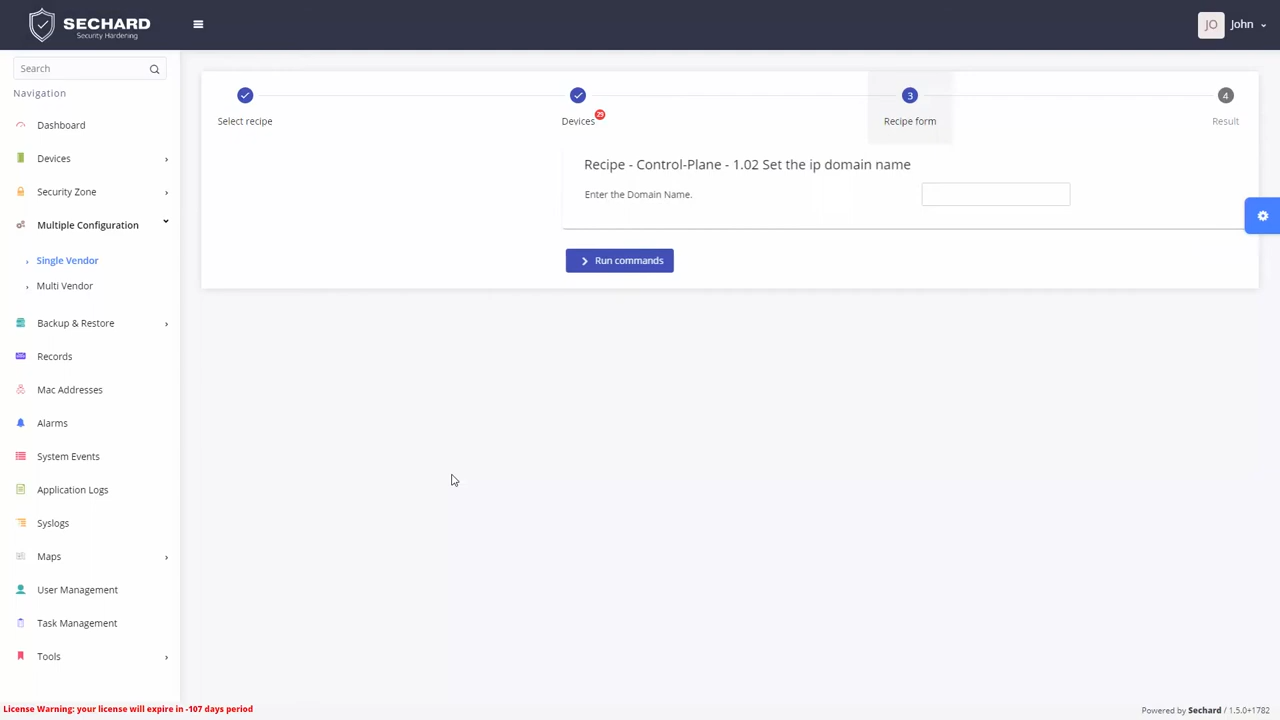 SECHARD
Security Hardening
JO John
Search
Navigation
Dashboard
Devices
Security Zone
Multiple Configuration
Single Vendor
Multi Vendor
Backup & Restore
Records
Mac Addresses
Alarms
System Events
Application Logs
Syslogs
Maps
User Management
Task Management
Tools
License Warning: your license will expire in -107 days period
Select recipe
Devices
3
Recipe form
4
Result
Recipe - Control-Plane - 1.02 Set the ip domain name
Enter the Domain Name.
Run commands
Powered by Sechard / 1.5.0+1782